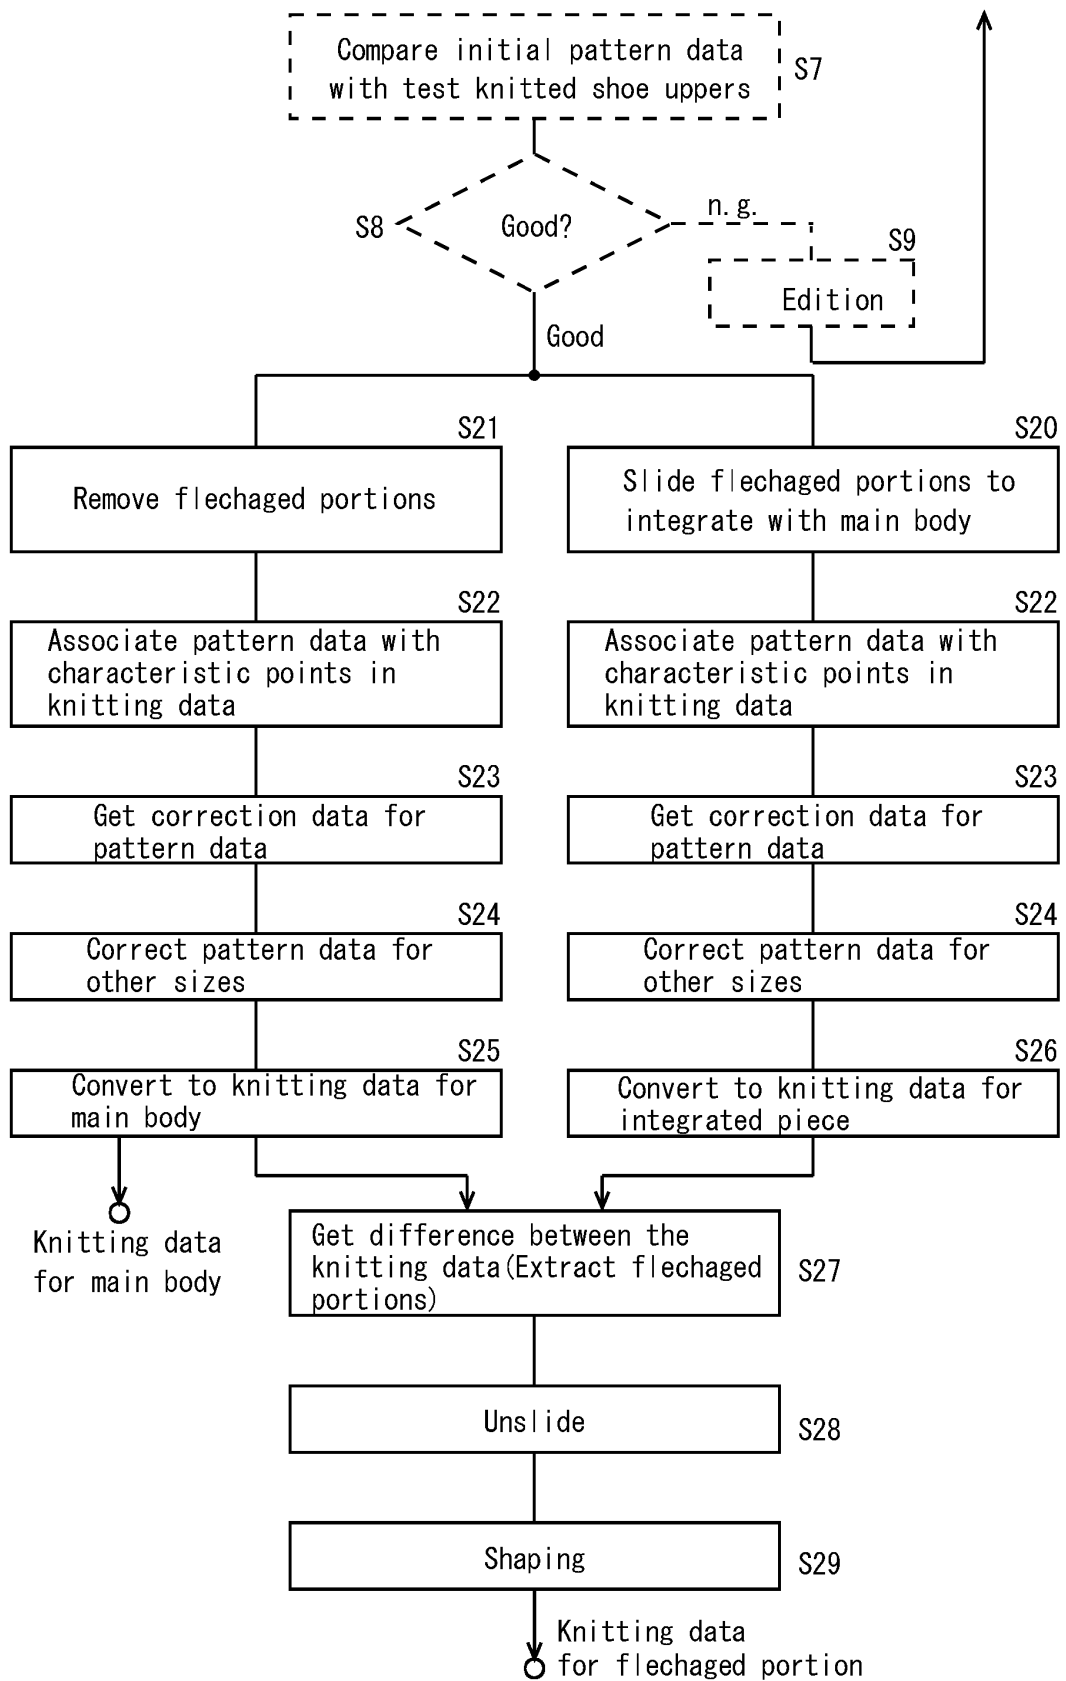 Compare initial pattern data
with test knitted shoe uppers
S7
S8
Good?
n.g.
S9
Edition
Good
S21
Remove flechaged portions
S20
Slide flechaged portions to
integrate with main body
S22
Associate pattern data with
characteristic points in
knitting data
S22
Associate pattern data with
characteristic points in
knitting data
S23
Get correction data for
pattern data
S23
Get correction data for
pattern data
S24
Correct pattern data for
other sizes
S24
Correct pattern data for
other sizes
S25
Convert to knitting data for
main body
S26
Convert to knitting data for
integrated piece
Knitting data
for main body
Get difference between the
knitting data(Extract flechaged
portions)
S27
Unslide
S28
Shaping
S29
Knitting data
for flechaged portion